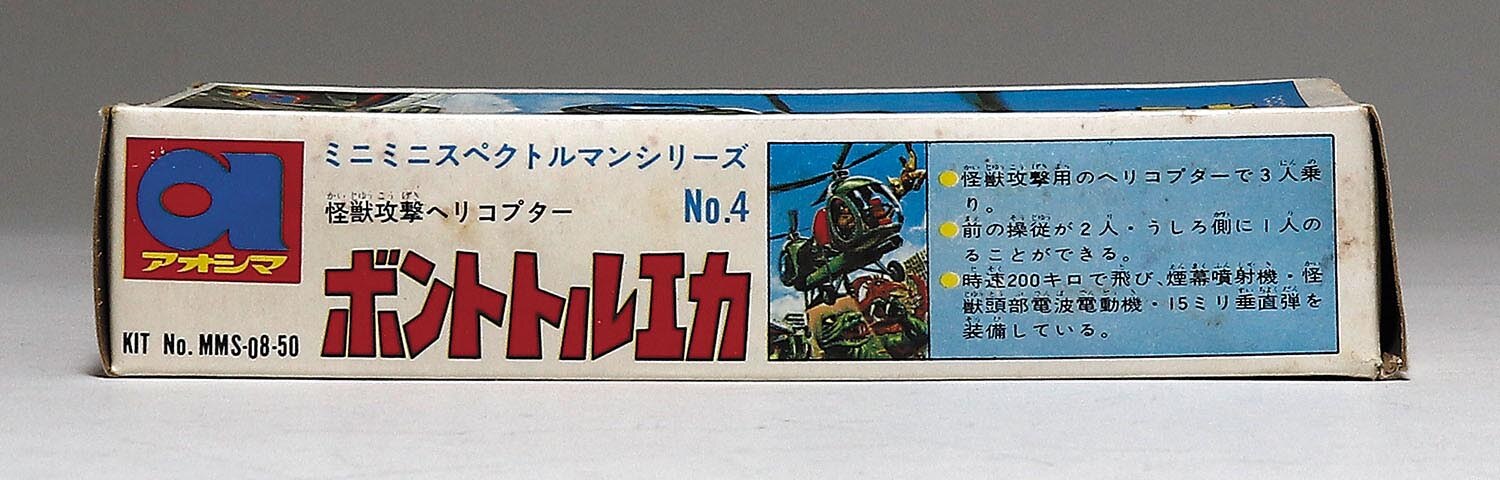 a
アオシマ
KIT No. MMS-08-50
ミニミニスペクトルマンシリーズ
怪獣攻撃ヘリコプター
No.4
ボントトルエカ
●怪獣攻撃用のヘリコプターで3人乗
り。
●前の操従が2人・うしろ側に1人の
ることができる。
●時速200キロで飛び、煙幕噴射機・怪
獣頭部電波電動機・15ミリ垂直弾を
装備している。